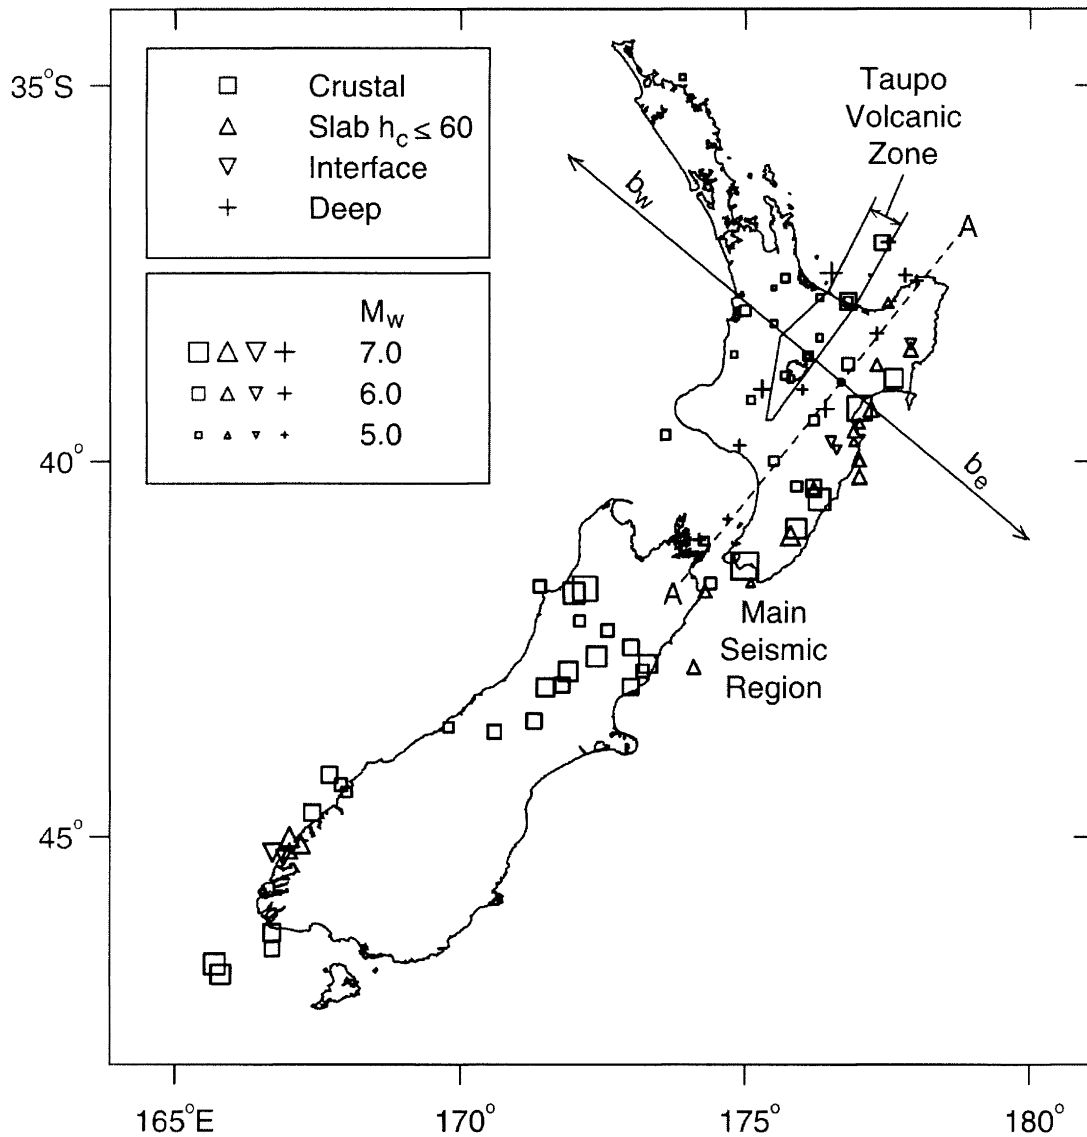 35°S
Crustal
Slab h_c ≤ 60
Interface
Deep
M_w
7.0
6.0
5.0
Taupo
Volcanic
Zone
b_w
A
40°
b_e
A
Main
Seismic
Region
45°
165°E
170°
175°
180°